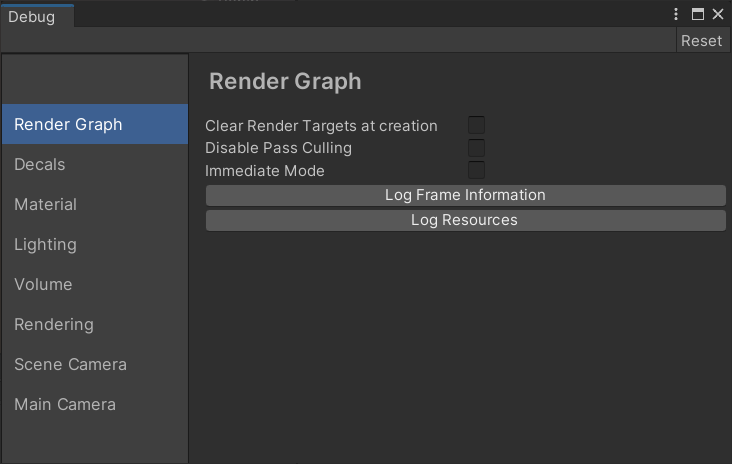 Debug
Reset
Render Graph
Decals
Material
Lighting
Volume
Rendering
Scene Camera
Main Camera
Render Graph
Clear Render Targets at creation
Disable Pass Culling
Immediate Mode
Log Frame Information
Log Resources